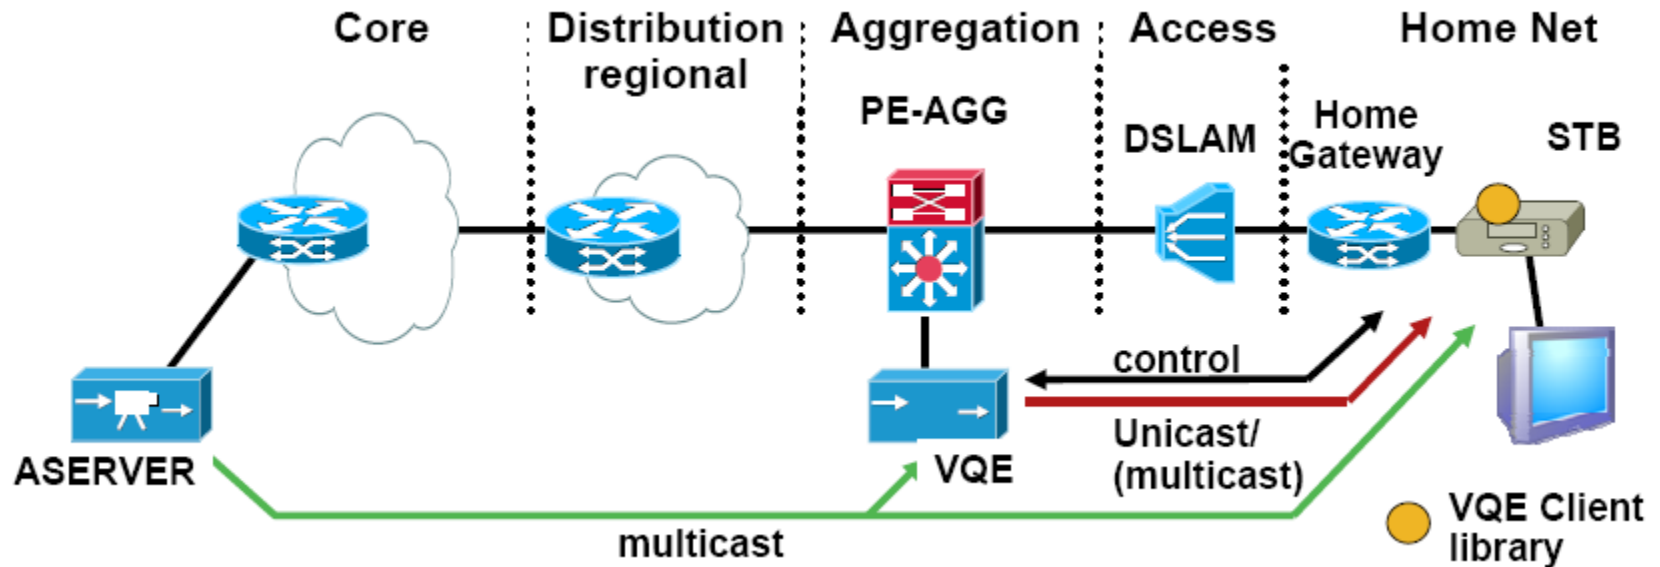 Core
Distribution
regional
Aggregation
Access
Home Net
PE-AGG
DSLAM
Home
Gateway
STB
control
Unicast/
(multicast)
ASERVER
VQE
multicast
VQE Client
library